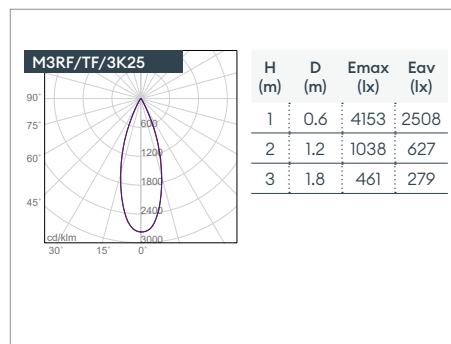 M3RF/TF/3K25
90°
75°
60°
45°
30°
15°
0°
600
1200
1800
2400
3000
cd/klm
H D Emax Eav
(m) (m) (lx) (lx)
1 0.6 4153 2508
2 1.2 1038 627
3 1.8 461 279